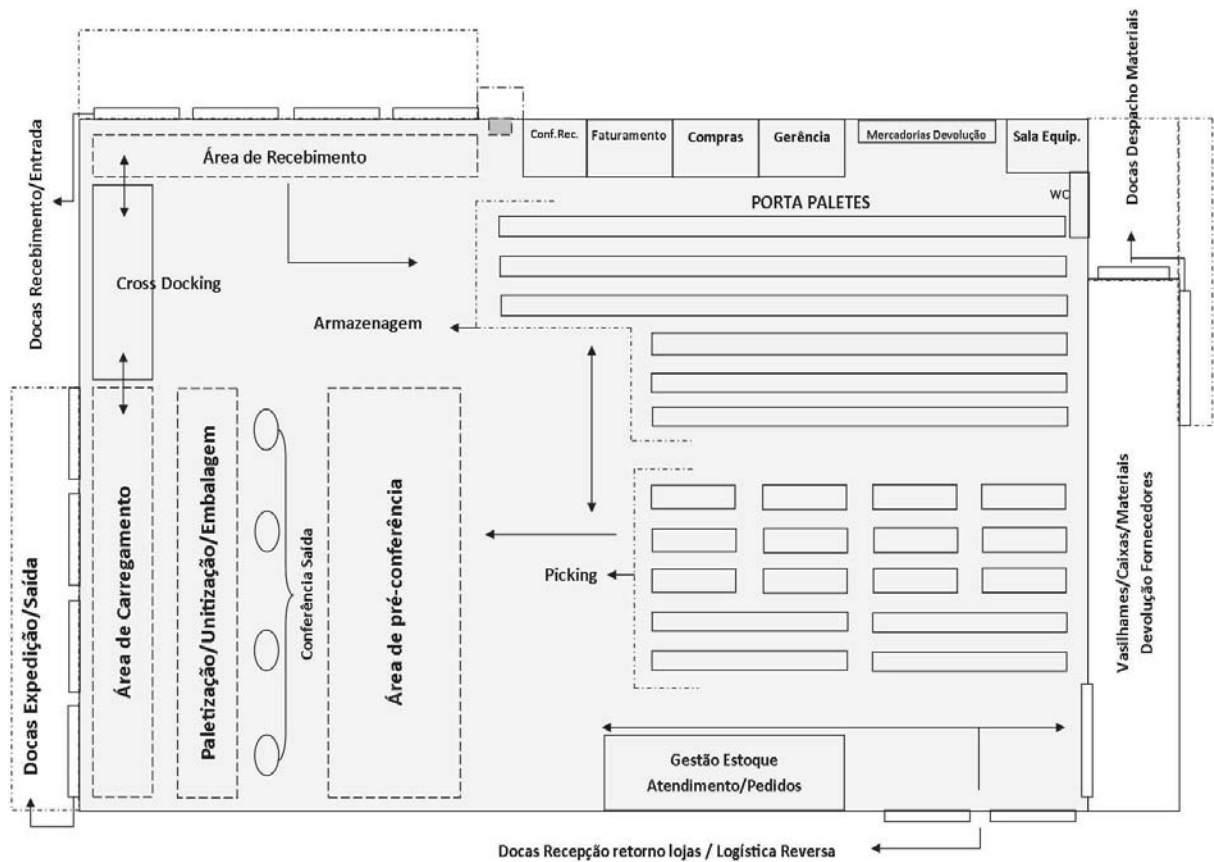 Docas Despacho Materiais
Conf.Rec.
Faturamento
Compras
Gerência
Mercadorias Devolução
Sala Equip.
Área de Recebimento
Docas Recebimento/Entrada
WC
PORTA PALETES
Cross Docking
Armazenagem
Docas Expedição/Saída
Área de Carregamento
Paletização/Unitização/Embalagem
Conferência Saída
Área de pré-conferência
Picking
Vasilhames/Caixas/Materiais
Devolução Fornecedores
Gestão Estoque
Atendimento/Pedidos
Docas Recepção retorno lojas / Logística Reversa